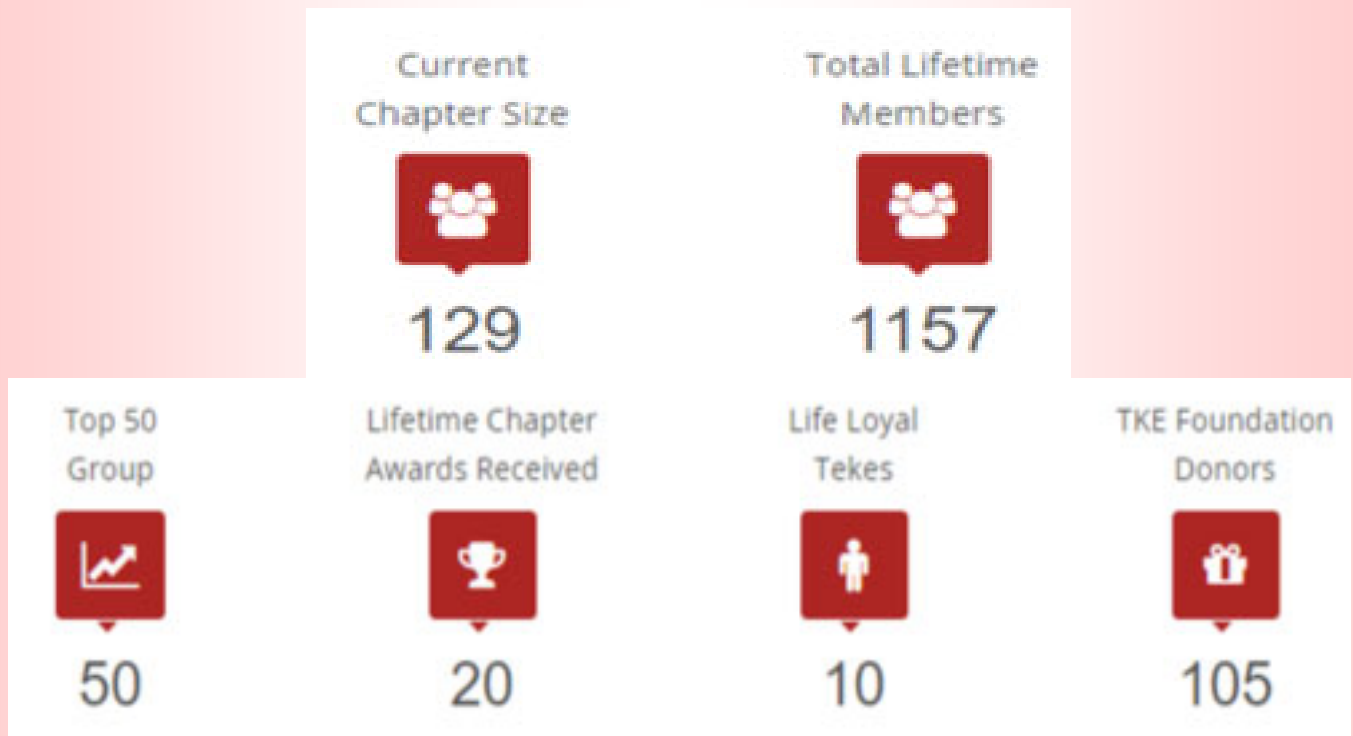 Current
Chapter Size
129
Total Lifetime
Members
1157
Top 50
Group
50
Lifetime Chapter
Awards Received
20
Life Loyal
Tekes
10
TKE Foundation
Donors
105